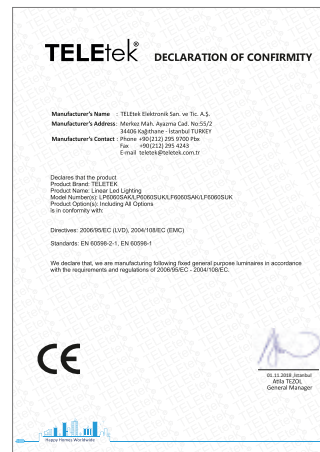 TELEtek®
DECLARATION OF CONFIRMITY
Manufacturer's Name : TELEtek Elektronik San. ve Tic. A.Ş.
Manufacturer's Address: Merkez Mah. Ayazma Cad. No:55/2
34406 Kağıthane - İstanbul TURKEY
Manufacturer's Contact : Phone +90(212) 295 9700 Pbx
Fax +90(212) 295 4243
E-mail teletek@teletek.com.tr
Declares that the product
Product Brand: TELETEK
Product Name: Linear Led Lighting
Model Number(s): LP6060SAK/LP6060SUK/LF6060SAK/LF6060SUK
Product Option(s): Including All Options
Is in conformity with:
Directives: 2006/95/EC (LVD), 2004/108/EC (EMC)
Standards: EN 60598-2-1, EN 60598-1
We declare that, we are manufacturing following fixed general purpose luminaires in accordance
with the requirements and regulations of 2006/95/EC - 2004/108/EC.
CE
01.11.2018 ,İstanbul
Atila TEZOL
General Manager
Happy Homes Worldwide